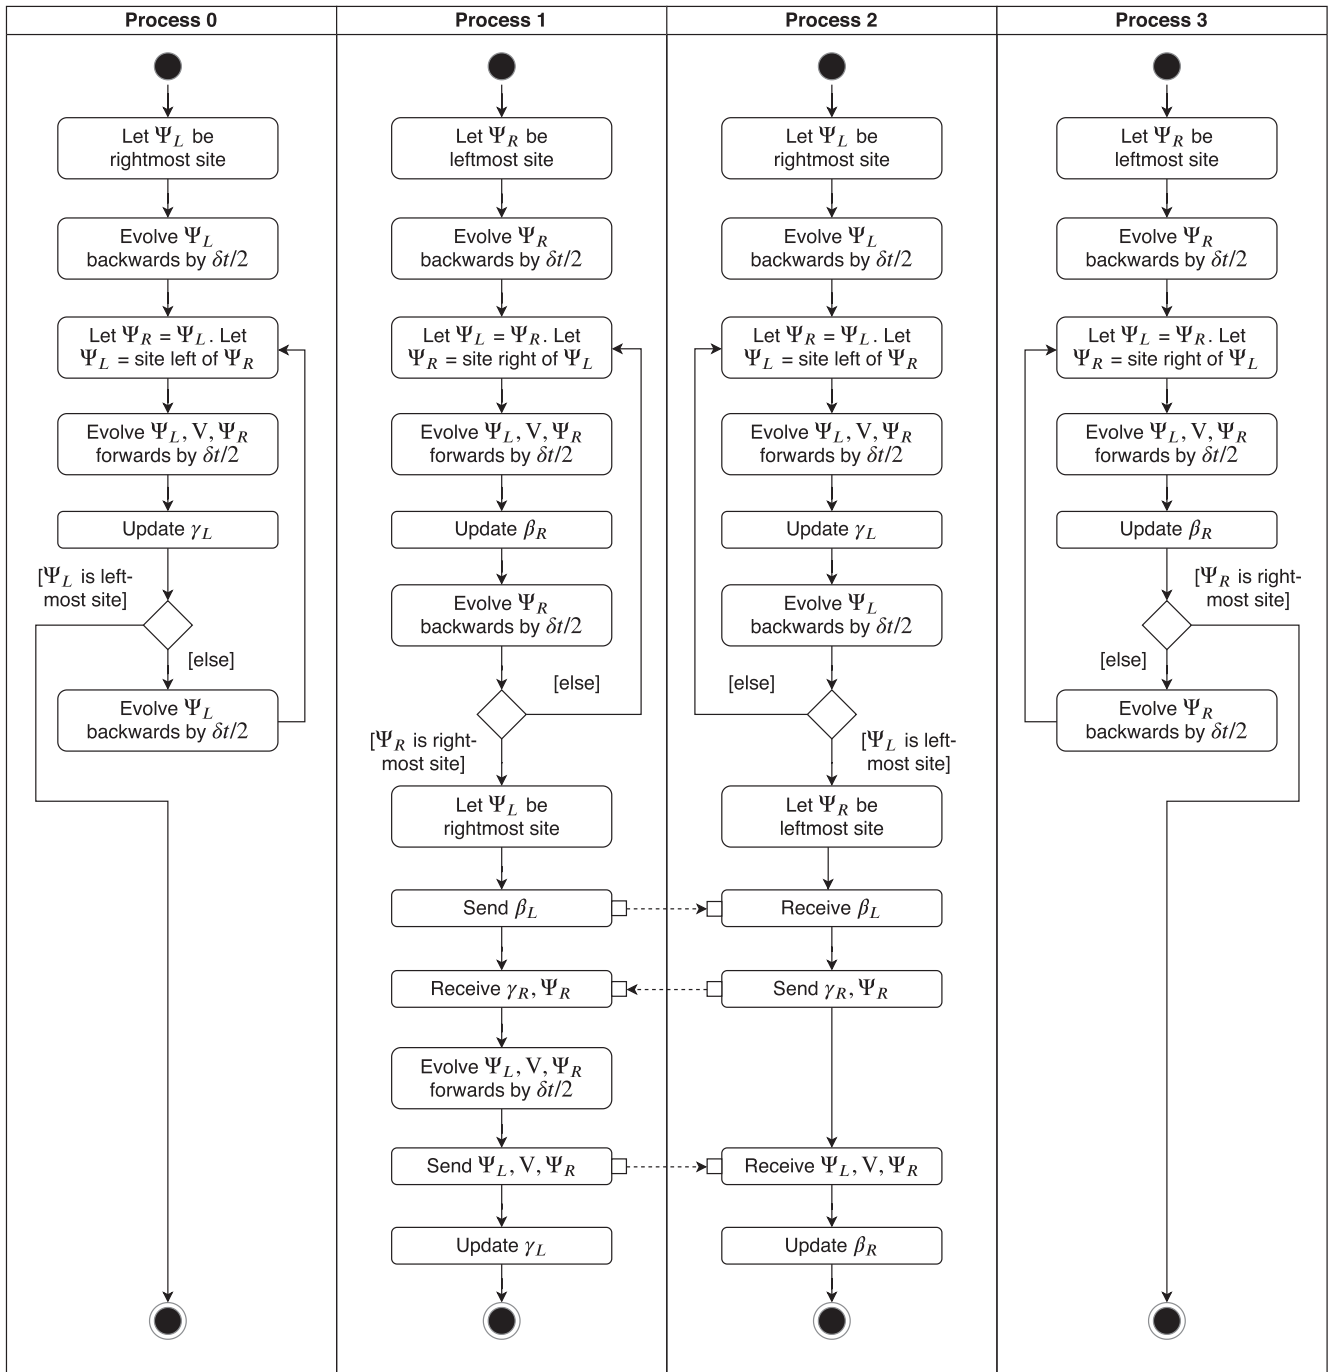 Process 0
Let Ψ_L be
rightmost site
Evolve Ψ_L
backwards by δt/2
Let Ψ_R = Ψ_L. Let
Ψ_L = site left of Ψ_R
Evolve Ψ_L, V, Ψ_R
forwards by δt/2
Update γ_L
[Ψ_L is left-
most site]
[else]
Evolve Ψ_L
backwards by δt/2
Process 1
Let Ψ_R be
leftmost site
Evolve Ψ_R
backwards by δt/2
Let Ψ_L = Ψ_R. Let
Ψ_R = site right of Ψ_L
Evolve Ψ_L, V, Ψ_R
forwards by δt/2
Update β_R
Evolve Ψ_R
backwards by δt/2
[else]
[Ψ_R is right-
most site]
Let Ψ_L be
rightmost site
Send β_L
Receive γ_R, Ψ_R
Evolve Ψ_L, V, Ψ_R
forwards by δt/2
Send Ψ_L, V, Ψ_R
Update γ_L
Process 2
Let Ψ_L be
rightmost site
Evolve Ψ_L
backwards by δt/2
Let Ψ_R = Ψ_L. Let
Ψ_L = site left of Ψ_R
Evolve Ψ_L, V, Ψ_R
forwards by δt/2
Update γ_L
Evolve Ψ_L
backwards by δt/2
[else]
[Ψ_L is left-
most site]
Let Ψ_R be
leftmost site
Receive β_L
Send γ_R, Ψ_R
Receive Ψ_L, V, Ψ_R
Update β_R
Process 3
Let Ψ_R be
leftmost site
Evolve Ψ_R
backwards by δt/2
Let Ψ_L = Ψ_R. Let
Ψ_R = site right of Ψ_L
Evolve Ψ_L, V, Ψ_R
forwards by δt/2
Update β_R
[Ψ_R is right-
most site]
[else]
Evolve Ψ_R
backwards by δt/2